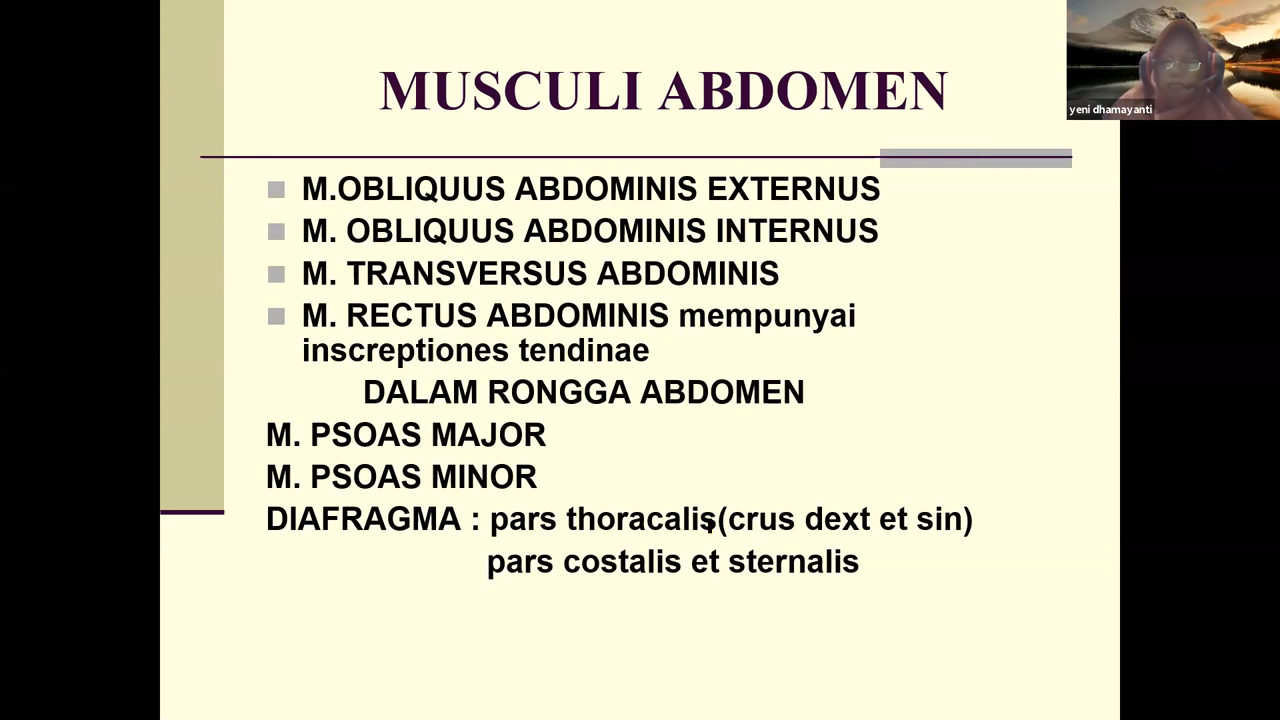 MUSCULI ABDOMEN
yeni dhamayanti
M.OBLIQUUS ABDOMINIS EXTERNUS
M. OBLIQUUS ABDOMINIS INTERNUS
M. TRANSVERSUS ABDOMINIS
M. RECTUS ABDOMINIS mempunyai
inscreptiones tendinae
DALAM RONGGA ABDOMEN
M. PSOAS MAJOR
M. PSOAS MINOR
DIAFRAGMA : pars thoracalis(crus dext et sin)
pars costalis et sternalis